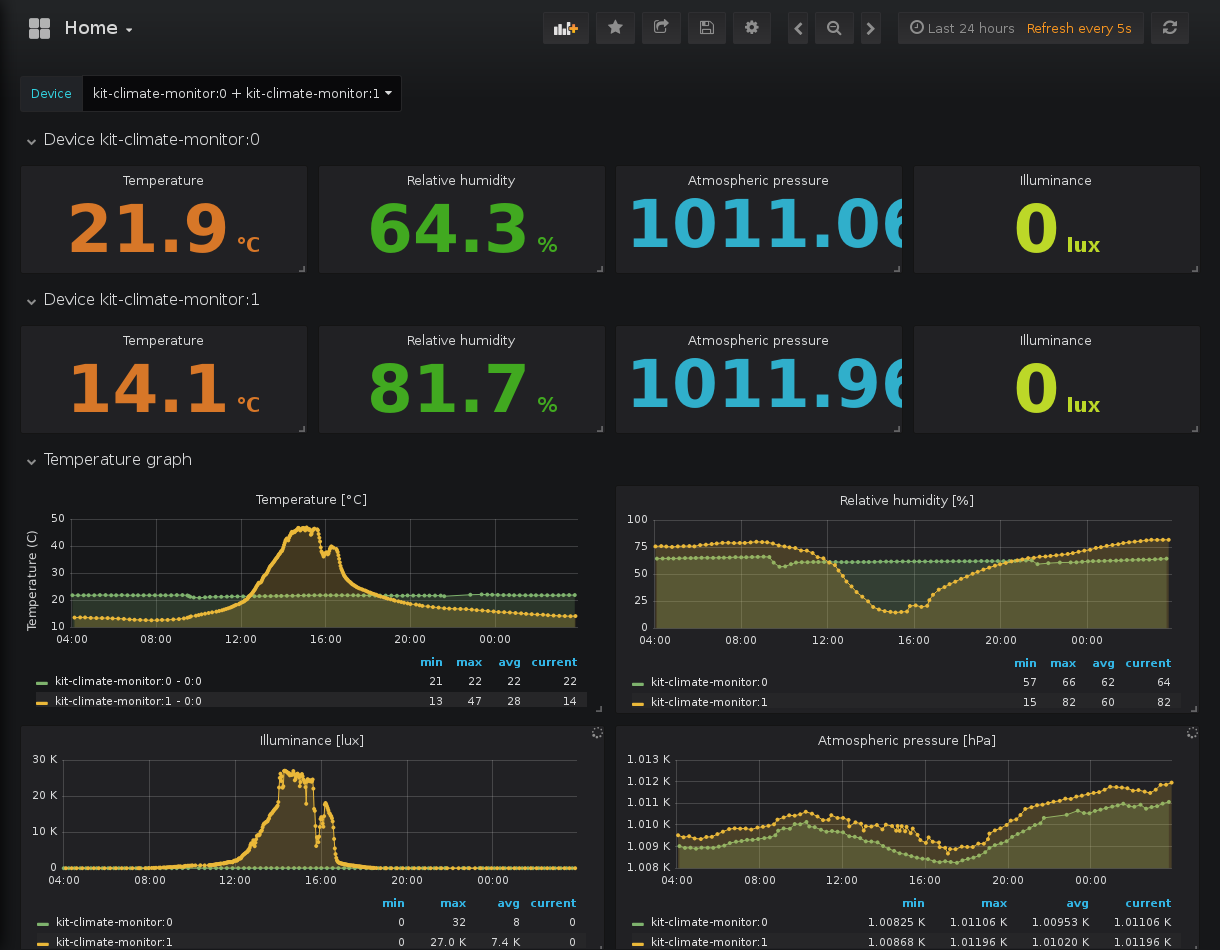 Home
Last 24 hours Refresh every 5s
Device kit-climate-monitor:0 + kit-climate-monitor:1
Device kit-climate-monitor:0
Temperature
21.9 °C
Relative humidity
64.3 %
Atmospheric pressure
1011.06
Illuminance
0 lux
Device kit-climate-monitor:1
Temperature
14.1 °C
Relative humidity
81.7 %
Atmospheric pressure
1011.96
Illuminance
0 lux
Temperature graph
Temperature [°C]
Temperature (C)
50
40
30
20
10
04:00 08:00 12:00 16:00 20:00 00:00
min max avg current
kit-climate-monitor:0 - 0:0 21 22 22 22
kit-climate-monitor:1 - 0:0 13 47 28 14
Relative humidity [%]
100
75
50
25
0
04:00 08:00 12:00 16:00 20:00 00:00
min max avg current
kit-climate-monitor:0 57 66 62 64
kit-climate-monitor:1 15 82 60 82
Illuminance [lux]
30 K
20 K
10 K
0
04:00 08:00 12:00 16:00 20:00 00:00
min max avg current
kit-climate-monitor:0 0 32 8 0
kit-climate-monitor:1 0 27.0 K 7.4 K 0
Atmospheric pressure [hPa]
1.013 K
1.012 K
1.011 K
1.010 K
1.009 K
1.008 K
04:00 08:00 12:00 16:00 20:00 00:00
min max avg current
kit-climate-monitor:0 1.00825 K 1.01106 K 1.00953 K 1.01106 K
kit-climate-monitor:1 1.00868 K 1.01196 K 1.01020 K 1.01196 K